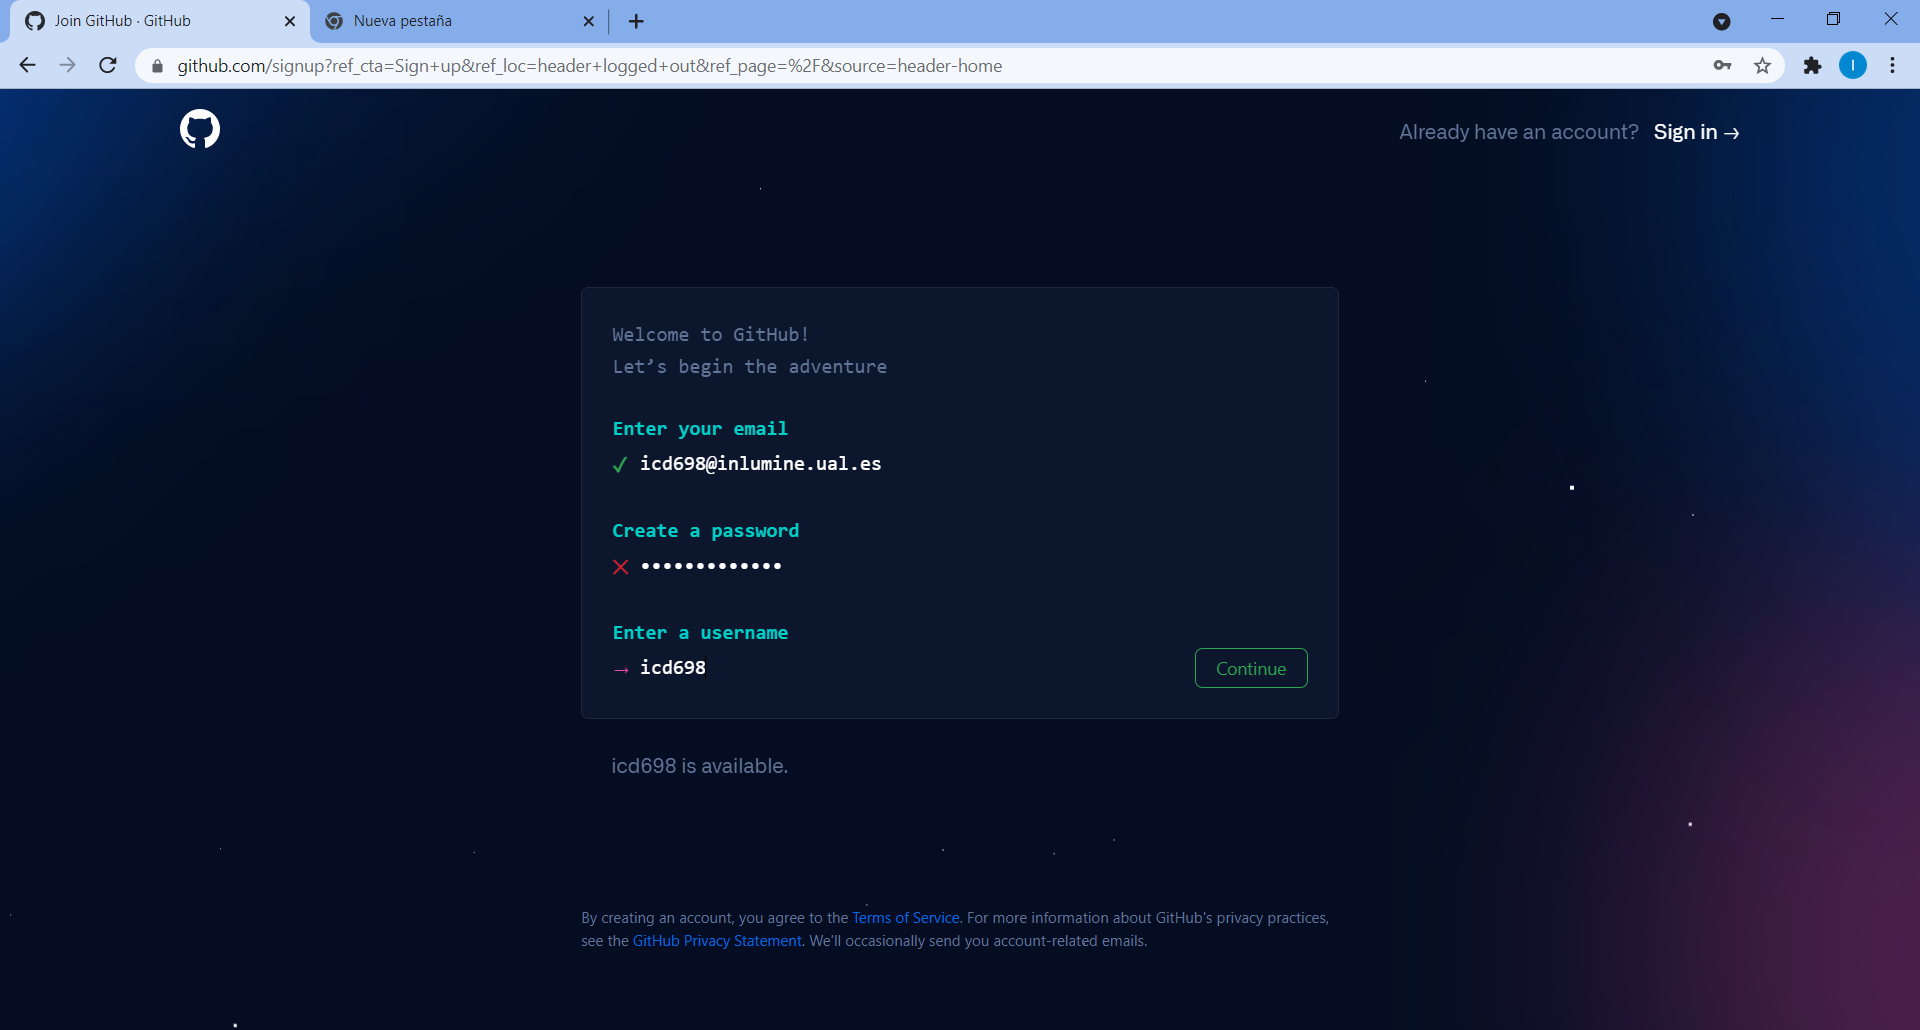 Join GitHub · GitHub
Nueva pestaña
github.com/signup?ref_cta=Sign+up&ref_loc=header+logged+out&ref_page=%2F&source=header-home
I
Already have an account? Sign in →
Welcome to GitHub!
Let’s begin the adventure
Enter your email
✓ icd698@inlumine.ual.es
Create a password
•••••••••••••
Enter a username
→ icd698
Continue
icd698 is available.
By creating an account, you agree to the Terms of Service. For more information about GitHub's privacy practices,
see the GitHub Privacy Statement. We'll occasionally send you account-related emails.